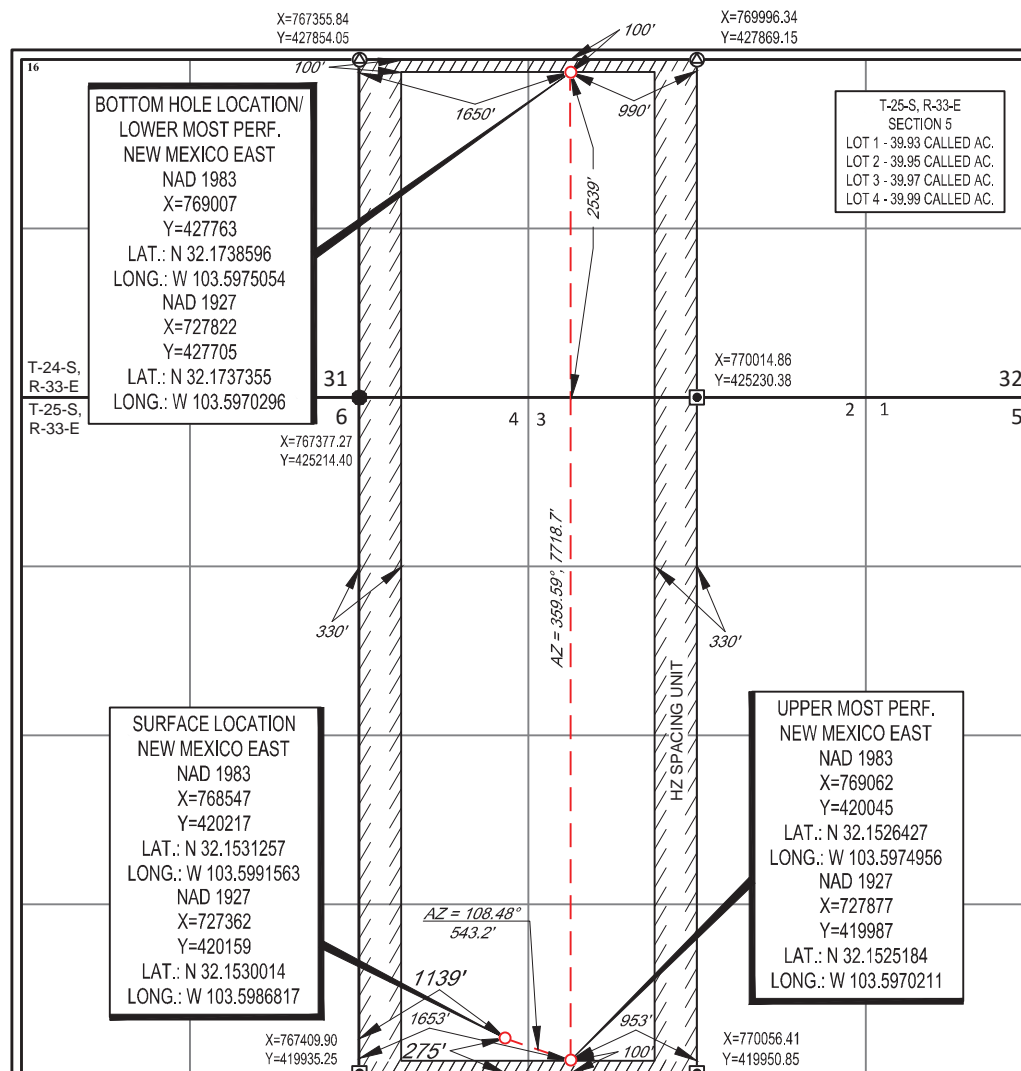 X=767355.84
Y=427854.05
X=769996.34
Y=427869.15
100'
100'
16
1650'
990'
BOTTOM HOLE LOCATION/
LOWER MOST PERF.
NEW MEXICO EAST
NAD 1983
X=769007
Y=427763
LAT.: N 32.1738596
LONG.: W 103.5975054
NAD 1927
X=727822
Y=427705
LAT.: N 32.1737355
LONG.: W 103.5970296
T-25-S, R-33-E
SECTION 5
LOT 1 - 39.93 CALLED AC.
LOT 2 - 39.95 CALLED AC.
LOT 3 - 39.97 CALLED AC.
LOT 4 - 39.99 CALLED AC.
2539'
T-24-S,
R-33-E
T-25-S,
R-33-E
31
6
X=767377.27
Y=425214.40
4
3
X=770014.86
Y=425230.38
2
1
32
5
AZ = 359.59°, 7718.7'
330'
330'
HZ SPACING UNIT
SURFACE LOCATION
NEW MEXICO EAST
NAD 1983
X=768547
Y=420217
LAT.: N 32.1531257
LONG.: W 103.5991563
NAD 1927
X=727362
Y=420159
LAT.: N 32.1530014
LONG.: W 103.5986817
UPPER MOST PERF.
NEW MEXICO EAST
NAD 1983
X=769062
Y=420045
LAT.: N 32.1526427
LONG.: W 103.5974956
NAD 1927
X=727877
Y=419987
LAT.: N 32.1525184
LONG.: W 103.5970211
AZ = 108.48°
543.2'
1139'
1653'
275'
953'
100'
X=767409.90
Y=419935.25
X=770056.41
Y=419950.85